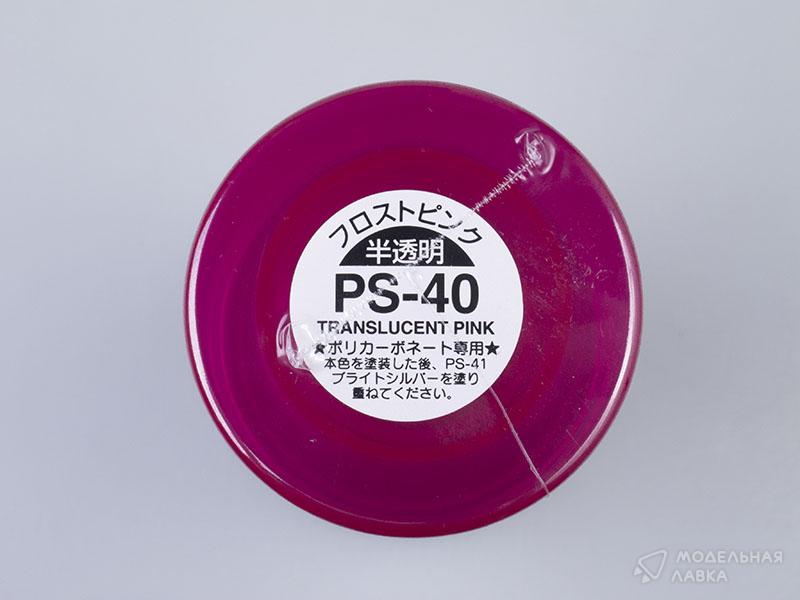 フロストピンク
半透明
PS-40
TRANSLUCENT PINK
★ポリカーボネート専用★
本色を塗装した後、PS-41
ブライトシルバーを塗り
重ねてください。
МОДЕЛЬНАЯ
ЛАВКА